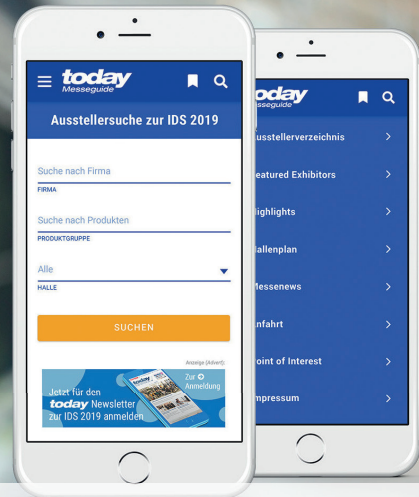 today
Messeguide
Ausstellersuche zur IDS 2019
Suche nach Firma
FIRMA
Suche nach Produkten
PRODUKTGRUPPE
Alle
HALLE
SUCHEN
Anzeige (Advert):
Jetzt für den
today Newsletter
zur IDS 2019 anmelden
Zur
Anmeldung
oday
sseguide
usstellerverzeichnis
eatured Exhibitors
ighlights
allenplan
essenews
nfahrt
oint of Interest
mpressum